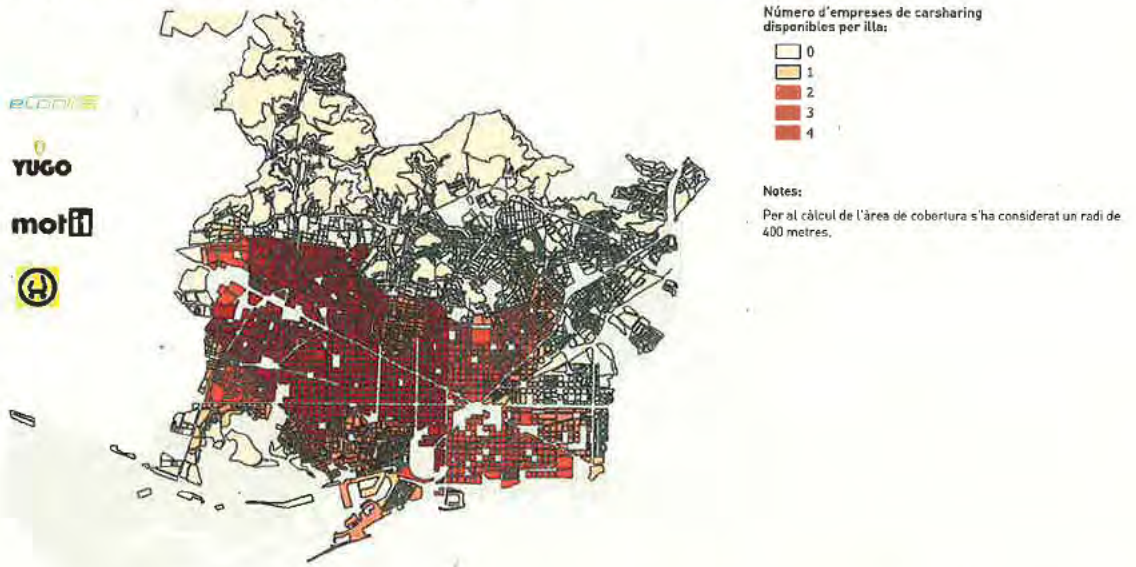 eCooltra
YUGO
motit
Número d'empreses de carsharing
disponibles per illa:
0
1
2
3
4
Notes:
Per al càlcul de l'àrea de cobertura s'ha considerat un radi de
400 metres.